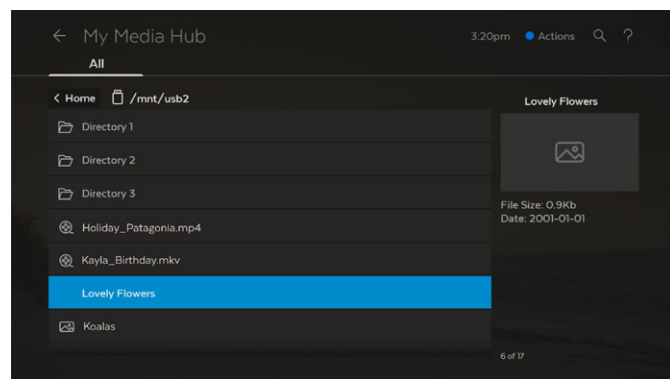 My Media Hub
3:20pm Actions ?
All
Home /mnt/usb2
Directory 1
Directory 2
Directory 3
Holiday_Patagonia.mp4
Kayla_Birthday.mkv
Lovely Flowers
Koalas
Lovely Flowers
File Size: 0.9Kb
Date: 2001-01-01
6 of 17